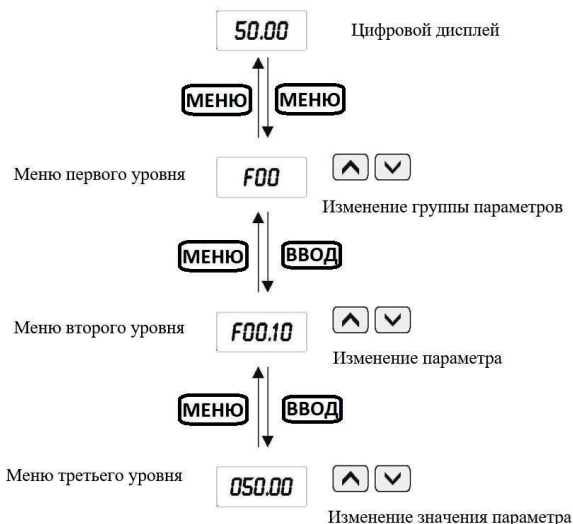 50.00 Цифровой дисплей
МЕНЮ МЕНЮ
Меню первого уровня F00
Изменение группы параметров
МЕНЮ ВВОД
Меню второго уровня F00.10
Изменение параметра
МЕНЮ ВВОД
Меню третьего уровня 050.00
Изменение значения параметра